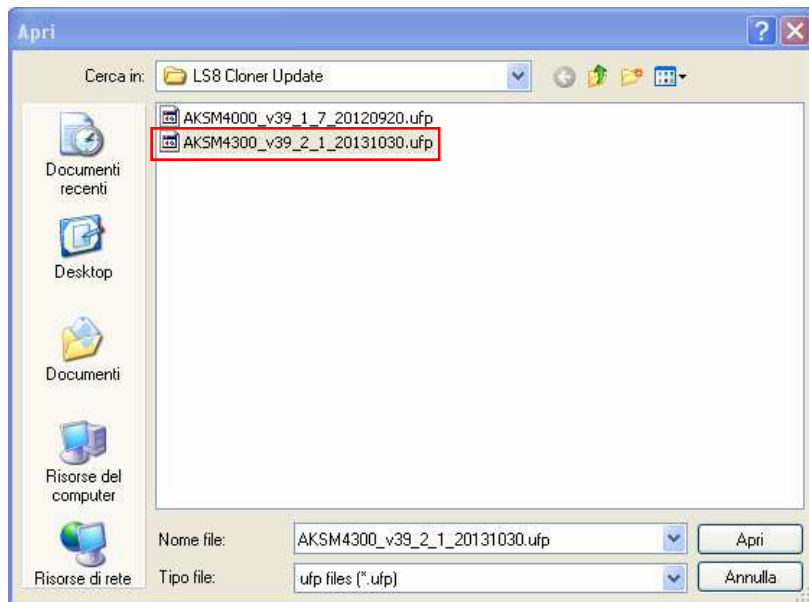 Apri
Cerca in: LS8 Cloner Update
AKSM4000_v39_1_7_20120920.ufp
AKSM4300_v39_2_1_20131030.ufp
Documenti
recenti
Desktop
Documenti
Risorse del
computer
Risorse di rete
Nome file: AKSM4300_v39_2_1_20131030.ufp Apri
Tipo file: ufp files (*.ufp) Annulla